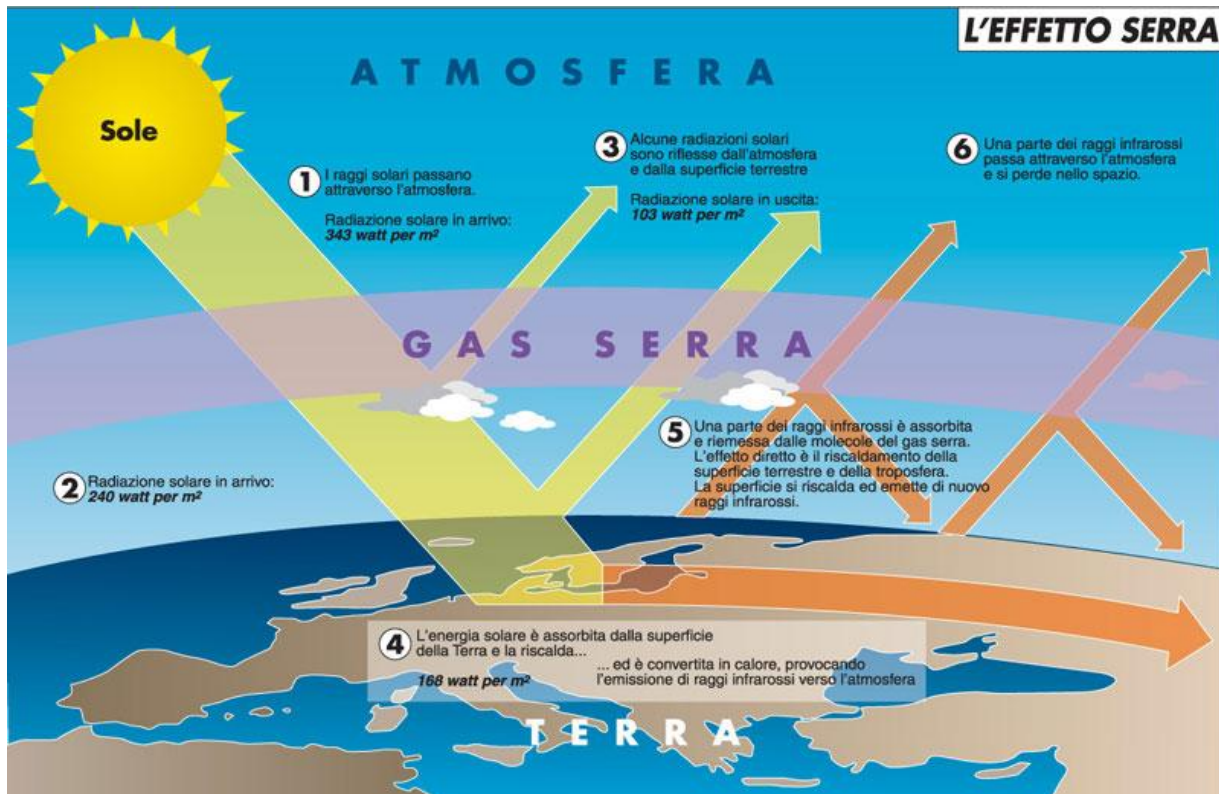 L'EFFETTO SERRA
ATMOSFERA
Sole
1
I raggi solari passano
attraverso l'atmosfera.
Radiazione solare in arrivo:
343 watt per m²
3
Alcune radiazioni solari
sono riflesse dall'atmosfera
e dalla superficie terrestre
Radiazione solare in uscita:
103 watt per m²
6
Una parte dei raggi infrarossi
passa attraverso l'atmosfera
e si perde nello spazio.
GAS SERRA
2
Radiazione solare in arrivo:
240 watt per m²
5
Una parte dei raggi infrarossi è assorbita
e riemessa dalle molecole del gas serra.
L'effetto diretto è il riscaldamento della
superficie terrestre e della troposfera.
La superficie si riscalda ed emette di nuovo
raggi infrarossi.
4
L'energia solare è assorbita dalla superficie
della Terra e la riscalda...
168 watt per m²
... ed è convertita in calore, provocando
l'emissione di raggi infrarossi verso l'atmosfera
TERRA